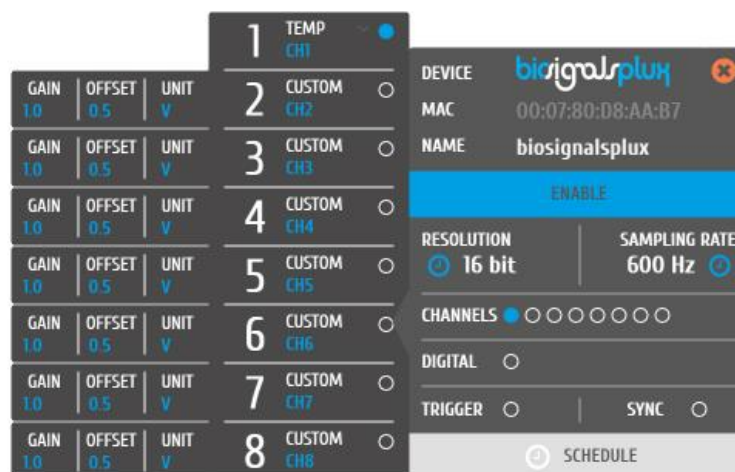 1 TEMP
CH1
GAIN OFFSET UNIT
1.0 0.5 V
2 CUSTOM
CH2
GAIN OFFSET UNIT
1.0 0.5 V
3 CUSTOM
CH3
GAIN OFFSET UNIT
1.0 0.5 V
4 CUSTOM
CH4
GAIN OFFSET UNIT
1.0 0.5 V
5 CUSTOM
CH5
GAIN OFFSET UNIT
1.0 0.5 V
6 CUSTOM
CH6
GAIN OFFSET UNIT
1.0 0.5 V
7 CUSTOM
CH7
GAIN OFFSET UNIT
1.0 0.5 V
8 CUSTOM
CH8
DEVICE biosignalsplux
MAC 00:07:80:D8:AA:B7
NAME biosignalsplux
ENABLE
RESOLUTION SAMPLING RATE
16 bit 600 Hz
CHANNELS
DIGITAL
TRIGGER SYNC
SCHEDULE